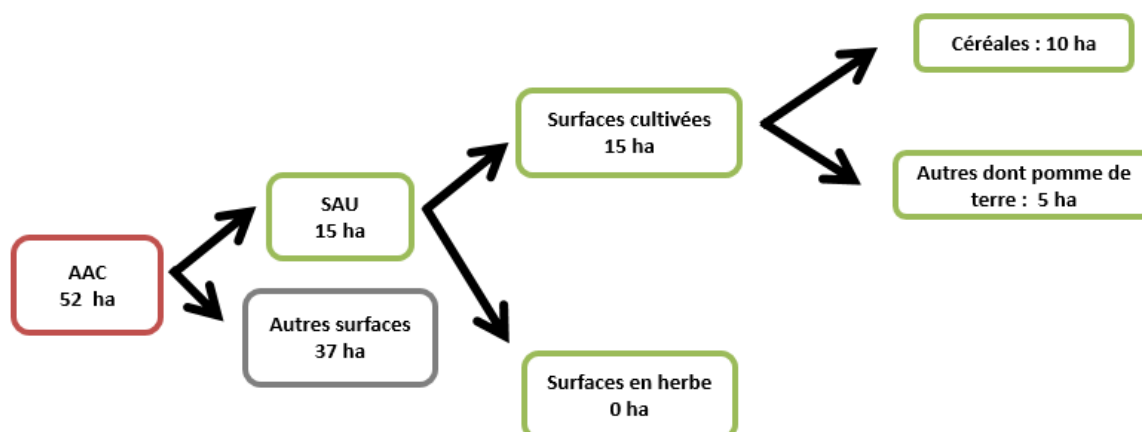 AAC
52 ha
SAU
15 ha
Autres surfaces
37 ha
Surfaces cultivées
15 ha
Surfaces en herbe
0 ha
Céréales : 10 ha
Autres dont pomme de
terre : 5 ha